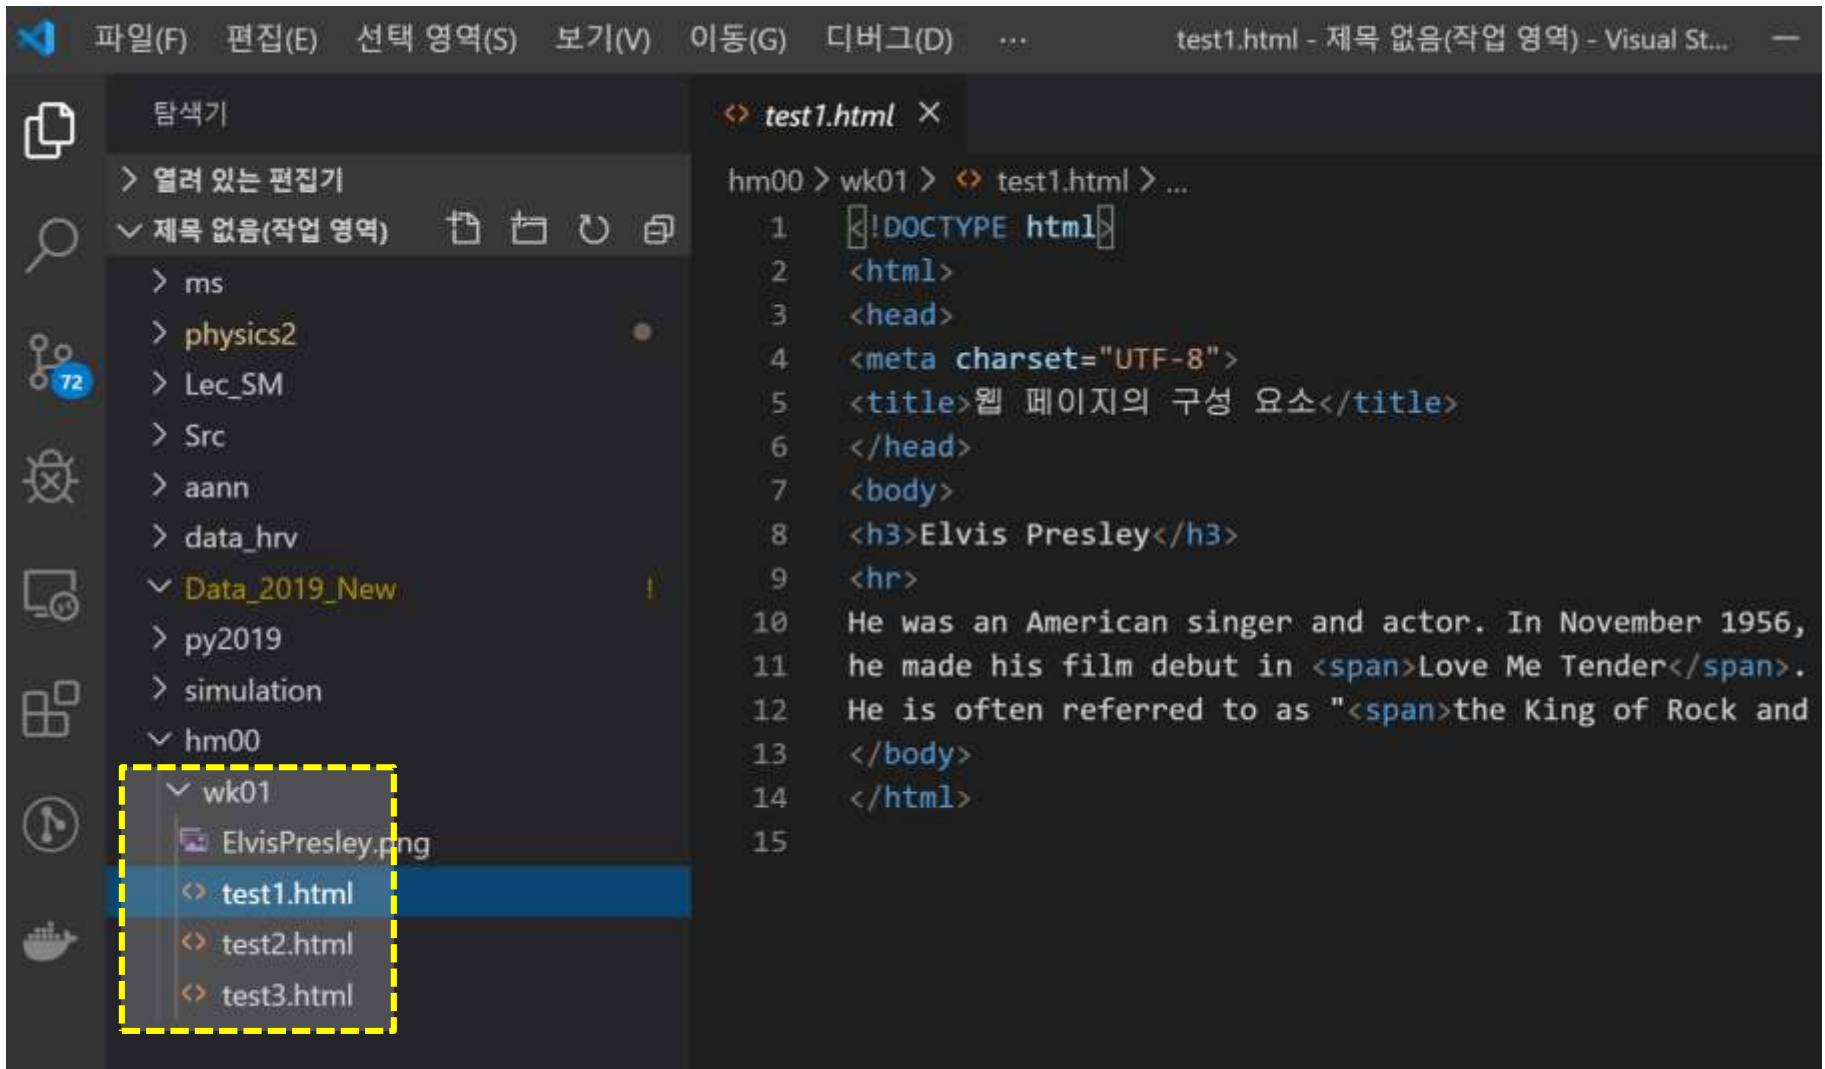 파일(F) 편집(E) 선택 영역(S) 보기(V) 이동(G) 디버그(D) ··· test1.html - 제목 없음(작업 영역) - Visual St...
탐색기
열려 있는 편집기
제목 없음(작업 영역)
ms
physics2
Lec_SM
Src
aann
data_hrv
Data_2019_New
py2019
simulation
hm00
wk01
ElvisPresley.png
test1.html
test2.html
test3.html
72
test1.html
hm00 > wk01 > <> test1.html > ...
1 <!DOCTYPE html>
2 <html>
3 <head>
4 <meta charset="UTF-8">
5 <title>웹 페이지의 구성 요소</title>
6 </head>
7 <body>
8 <h3>Elvis Presley</h3>
9 <hr>
10 He was an American singer and actor. In November 1956,
11 he made his film debut in <span>Love Me Tender</span>.
12 He is often referred to as "<span>the King of Rock and
13 </body>
14 </html>
15